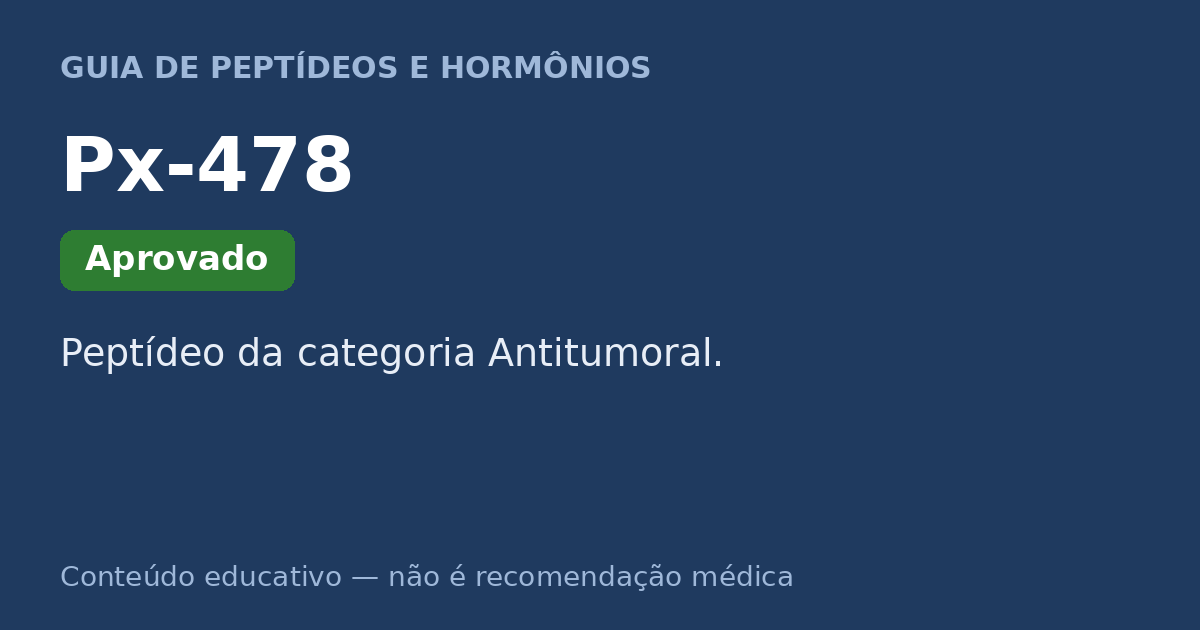 GUIA DE PEPTÍDEOS E HORMÔNIOS
Px-478
Aprovado
Peptídeo da categoria Antitumoral.
Conteúdo educativo — não é recomendação médica